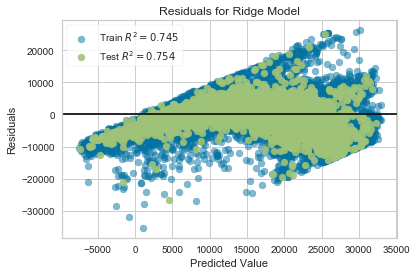 Residuals for Ridge Model
Train R² = 0.745
Test R² = 0.754
20000
10000
0
−10000
−20000
−30000
Residuals
−5000 0 5000 10000 15000 20000 25000 30000 35000
Predicted Value